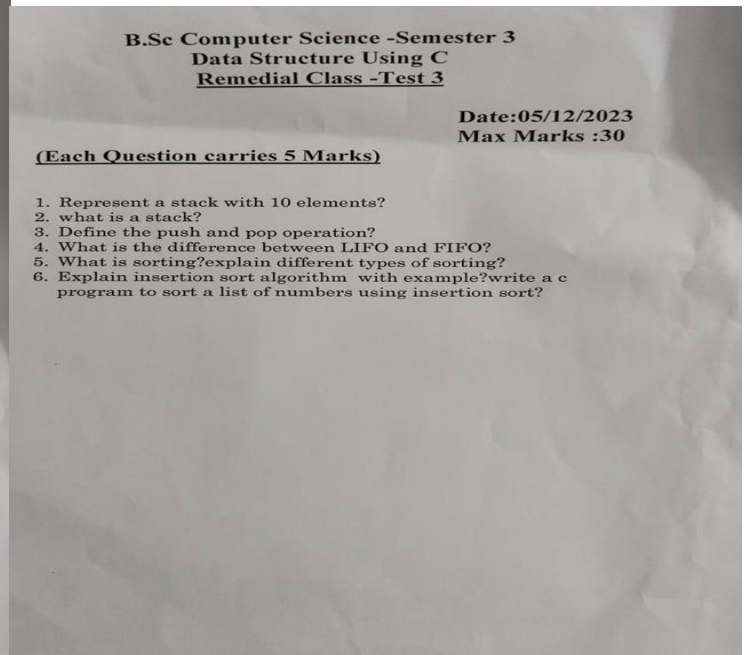 B.Sc Computer Science -Semester 3
Data Structure Using C
Remedial Class -Test 3
Date:05/12/2023
Max Marks :30
(Each Question carries 5 Marks)
1. Represent a stack with 10 elements?
2. what is a stack?
3. Define the push and pop operation?
4. What is the difference between LIFO and FIFO?
5. What is sorting?explain different types of sorting?
6. Explain insertion sort algorithm with example?write a c
program to sort a list of numbers using insertion sort?